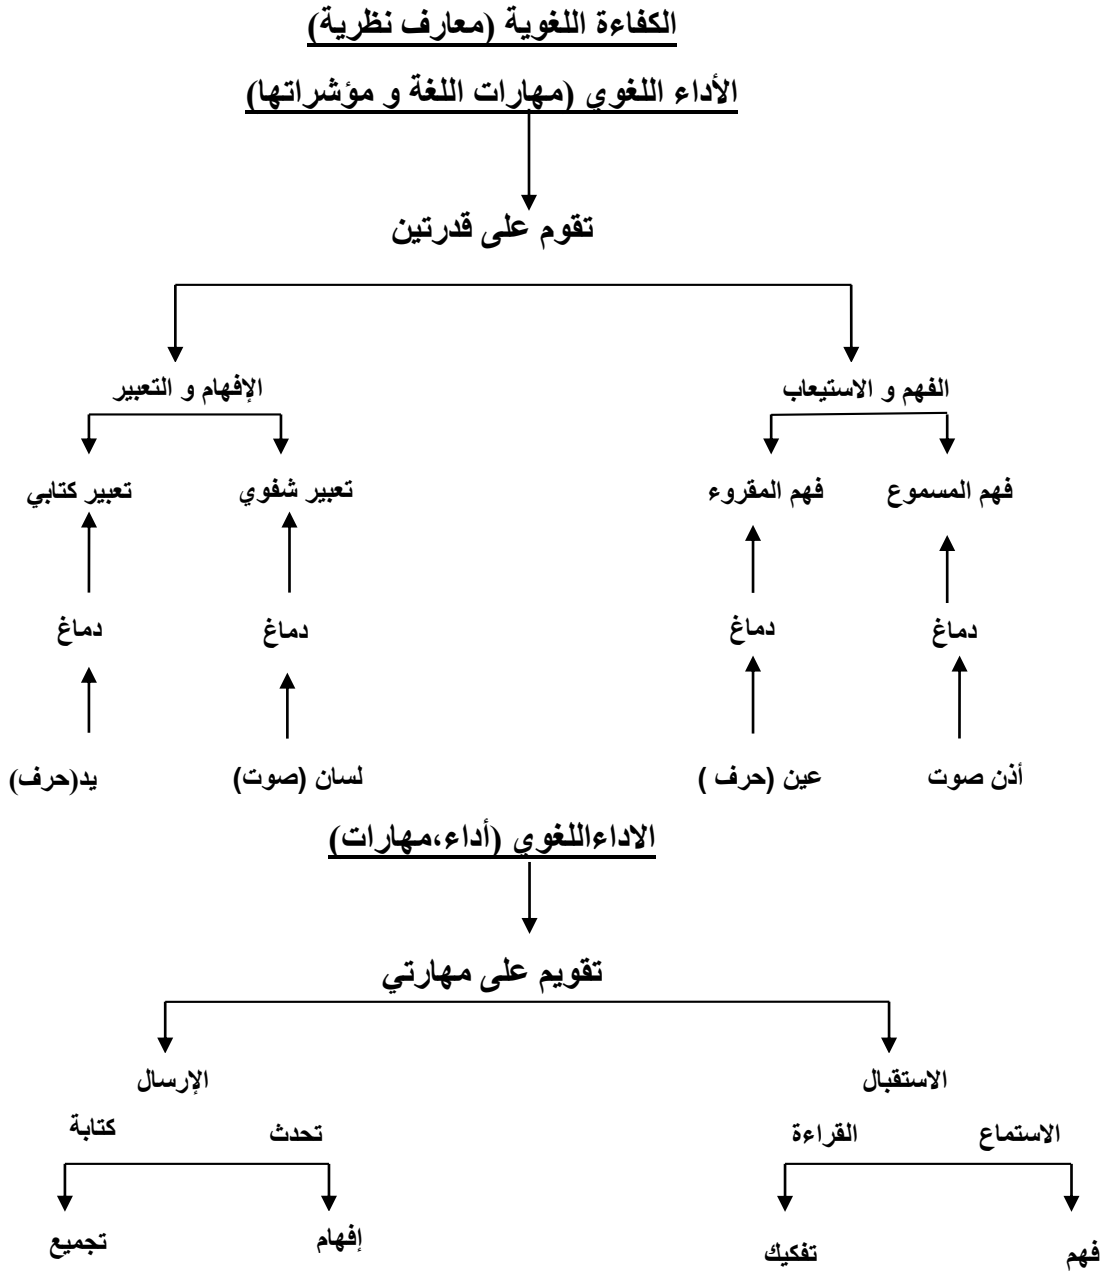 الكفاءة اللغوية (معارف نظرية)
الأداء اللغوي (مهارات اللغة و مؤشراتها)
تقوم على قدرتين
الفهم و الاستيعاب الإفهام و التعبير
فهم المسموع فهم المقروء تعبير شفوي تعبير كتابي
دماغ دماغ دماغ دماغ
أذن صوت عين (حرف ) لسان (صوت) يد(حرف)
الاداءاللغوي (أداء،مهارات)
تقويم على مهارتي
الاستقبال الإرسال
الاستماع القراءة تحدث كتابة
فهم تفكيك إفهام تجميع